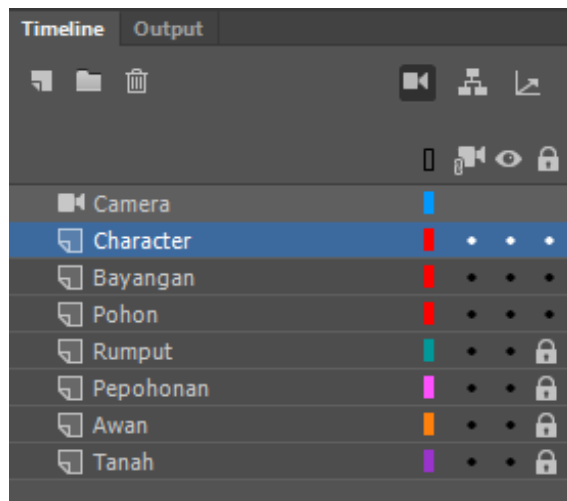 Timeline Output
Camera
Character
Bayangan
Pohon
Rumput
Pepohonan
Awan
Tanah